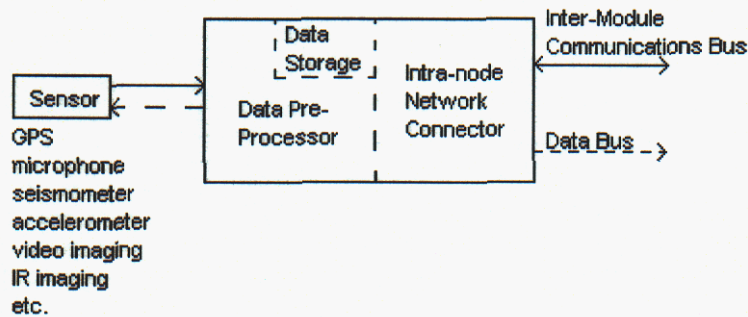 Data
Storage
Inter-Module
Communications Bus
Sensor
Data Pre-
Processor
Intra-node
Network
Connector
Data Bus
GPS
microphone
seismometer
accelerometer
video imaging
IR imaging
etc.